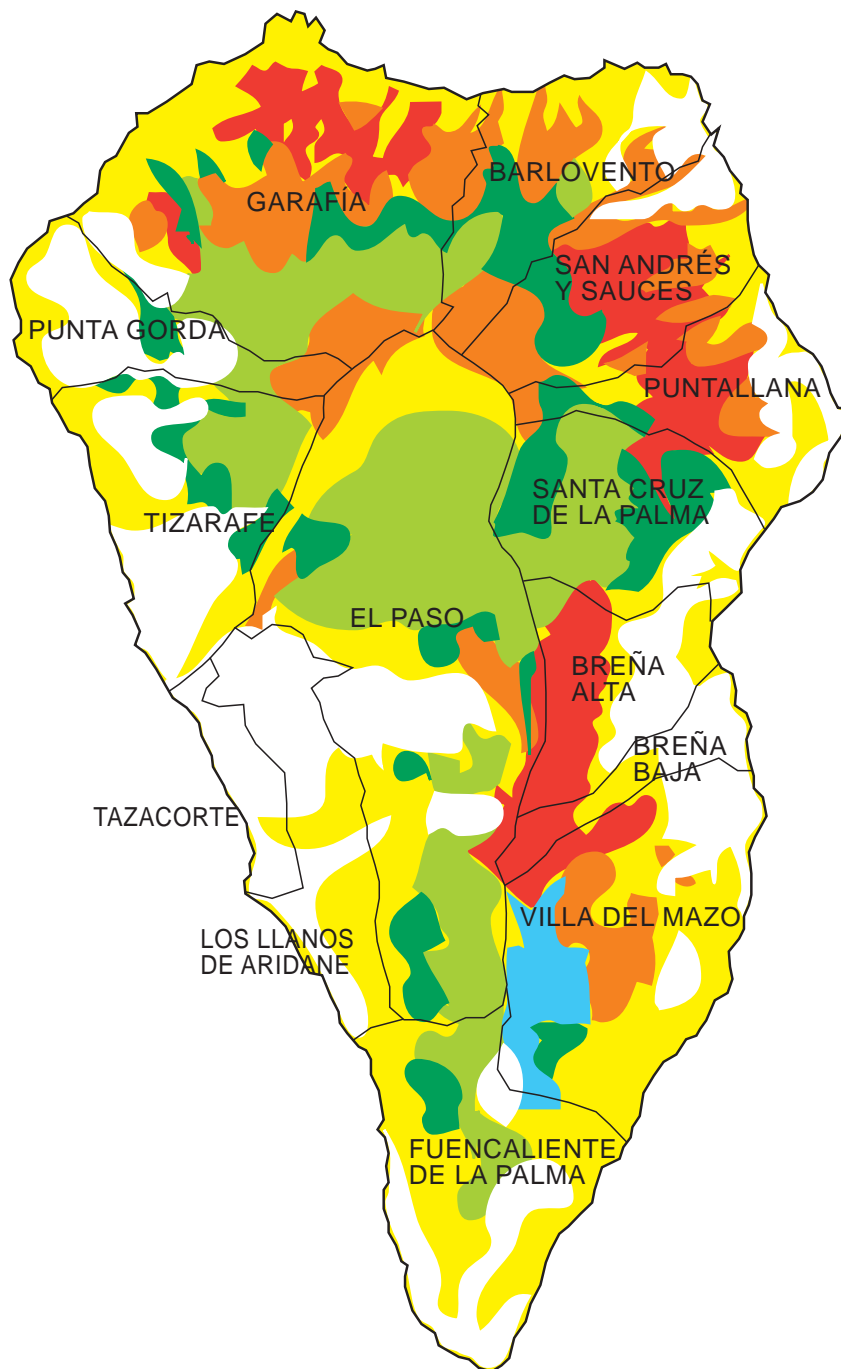 BARLOVENTO
GARAFÍA
SAN ANDRÉS
Y SAUCES
PUNTA GORDA
PUNTALLANA
SANTA CRUZ
DE LA PALMA
TIZARAFE
EL PASO
BREÑA
ALTA
BREÑA
BAJA
TAZACORTE
VILLA DEL MAZO
LOS LLANOS
DE ARIDANE
FUENCALIENTE
DE LA PALMA